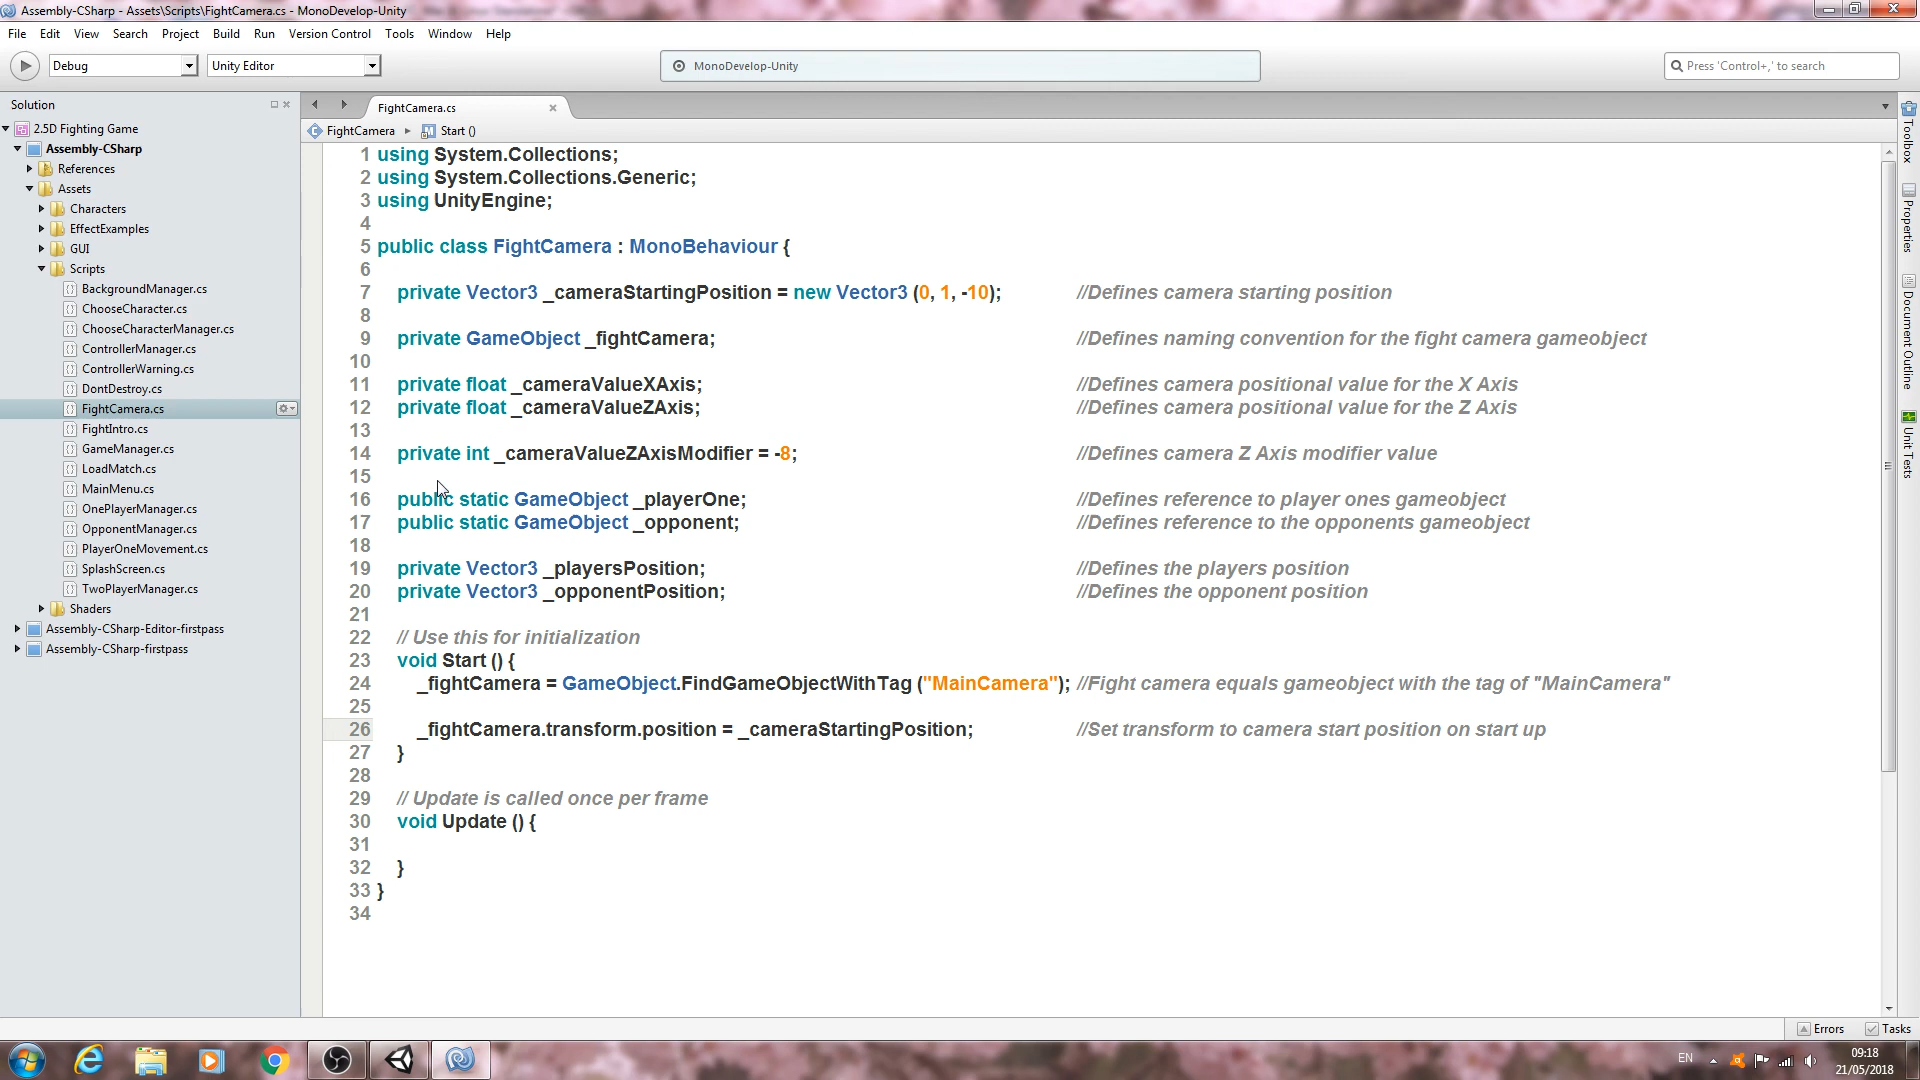 Assembly-CSharp - Assets\Scripts\FightCamera.cs - MonoDevelop-Unity
File Edit View Search Project Build Run Version Control Tools Window Help
Debug Unity Editor MonoDevelop-Unity Press 'Control+,' to search
Solution
2.5D Fighting Game
Assembly-CSharp
References
Assets
Characters
EffectExamples
GUI
Scripts
BackgroundManager.cs
ChooseCharacter.cs
ChooseCharacterManager.cs
ControllerManager.cs
ControllerWarning.cs
DontDestroy.cs
FightCamera.cs
FightIntro.cs
GameManager.cs
LoadMatch.cs
MainMenu.cs
OnePlayerManager.cs
OpponentManager.cs
PlayerOneMovement.cs
SplashScreen.cs
TwoPlayerManager.cs
Shaders
Assembly-CSharp-Editor-firstpass
Assembly-CSharp-firstpass
FightCamera.cs
FightCamera Start ()
1 using System.Collections;
2 using System.Collections.Generic;
3 using UnityEngine;
4
5 public class FightCamera : MonoBehaviour {
6
7 private Vector3 _cameraStartingPosition = new Vector3 (0, 1, -10); //Defines camera starting position
8
9 private GameObject _fightCamera; //Defines naming convention for the fight camera gameobject
10
11 private float _cameraValueXAxis; //Defines camera positional value for the X Axis
12 private float _cameraValueZAxis; //Defines camera positional value for the Z Axis
13
14 private int _cameraValueZAxisModifier = -8; //Defines camera Z Axis modifier value
15
16 public static GameObject _playerOne; //Defines reference to player ones gameobject
17 public static GameObject _opponent; //Defines reference to the opponents gameobject
18
19 private Vector3 _playersPosition; //Defines the players position
20 private Vector3 _opponentPosition; //Defines the opponent position
21
22 // Use this for initialization
23 void Start () {
24 _fightCamera = GameObject.FindGameObjectWithTag ("MainCamera"); //Fight camera equals gameobject with the tag of "MainCamera"
25
26 _fightCamera.transform.position = _cameraStartingPosition; //Set transform to camera start position on start up
27 }
28
29 // Update is called once per frame
30 void Update () {
31
32 }
33 }
34
Toolbox
Properties
Document Outline
Unit Tests
Errors Tasks
EN
09:18
21/05/2018